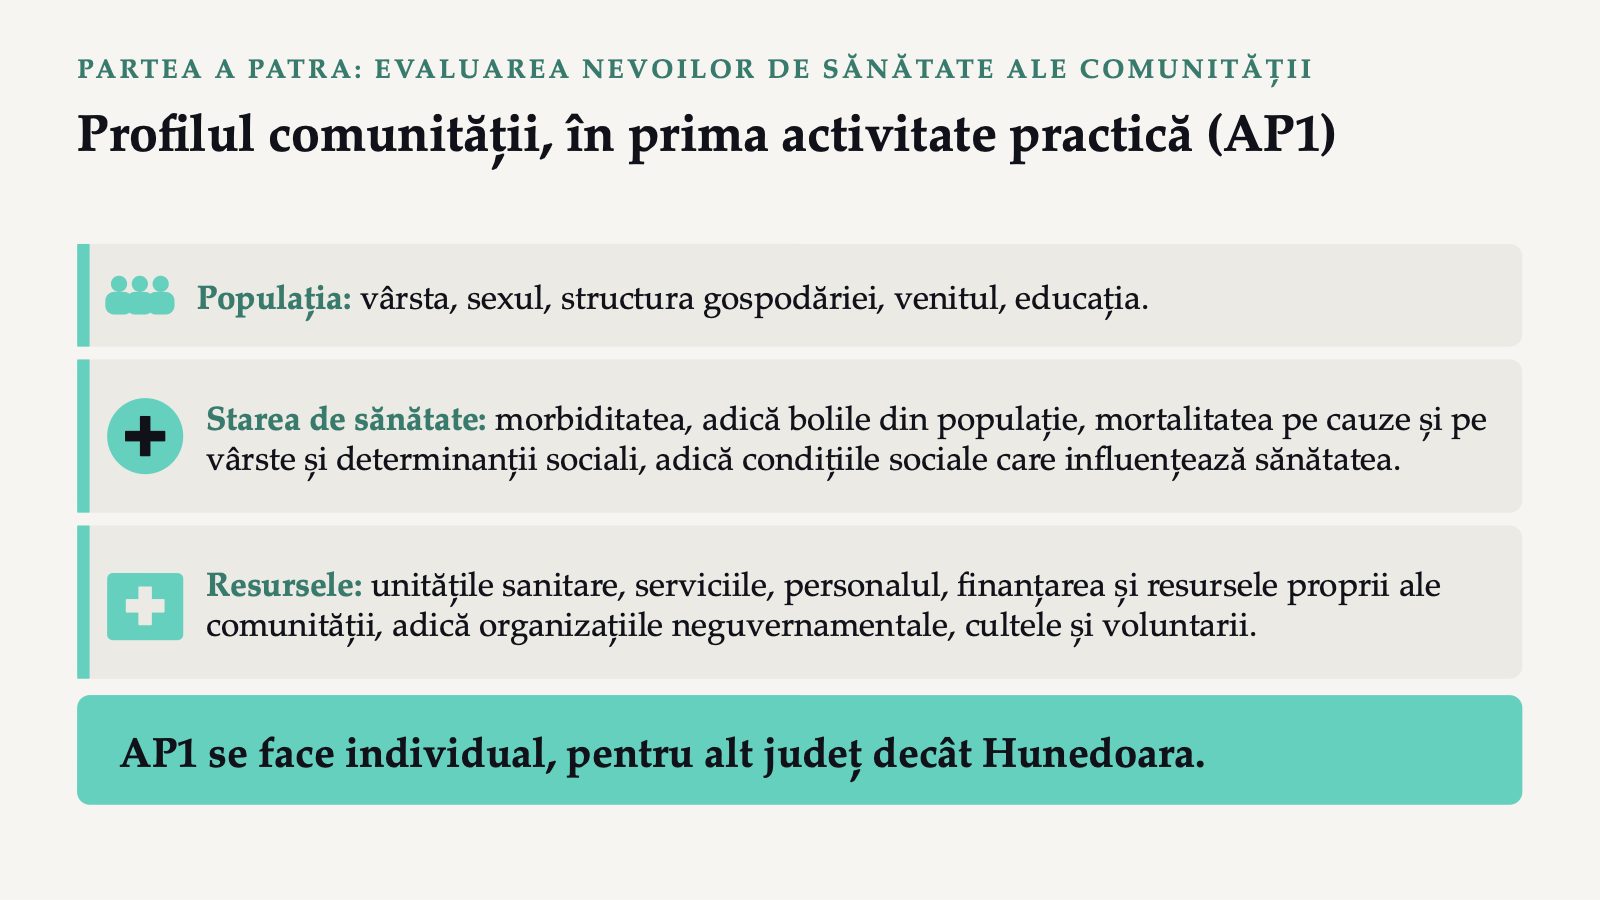 PARTEA A PATRA: EVALUAREA NEVOILOR DE SĂNĂTATE ALE COMUNITĂȚII
Profilul comunității, în prima activitate practică (AP1)
Populația: vârsta, sexul, structura gospodăriei, venitul, educația.
Starea de sănătate: morbiditatea, adică bolile din populație, mortalitatea pe cauze și pe
vârste și determinanții sociali, adică condițiile sociale care influențează sănătatea.
Resursele: unitățile sanitare, serviciile, personalul, finanțarea și resursele proprii ale
comunității, adică organizațiile neguvernamentale, cultele și voluntarii.
AP1 se face individual, pentru alt județ decât Hunedoara.